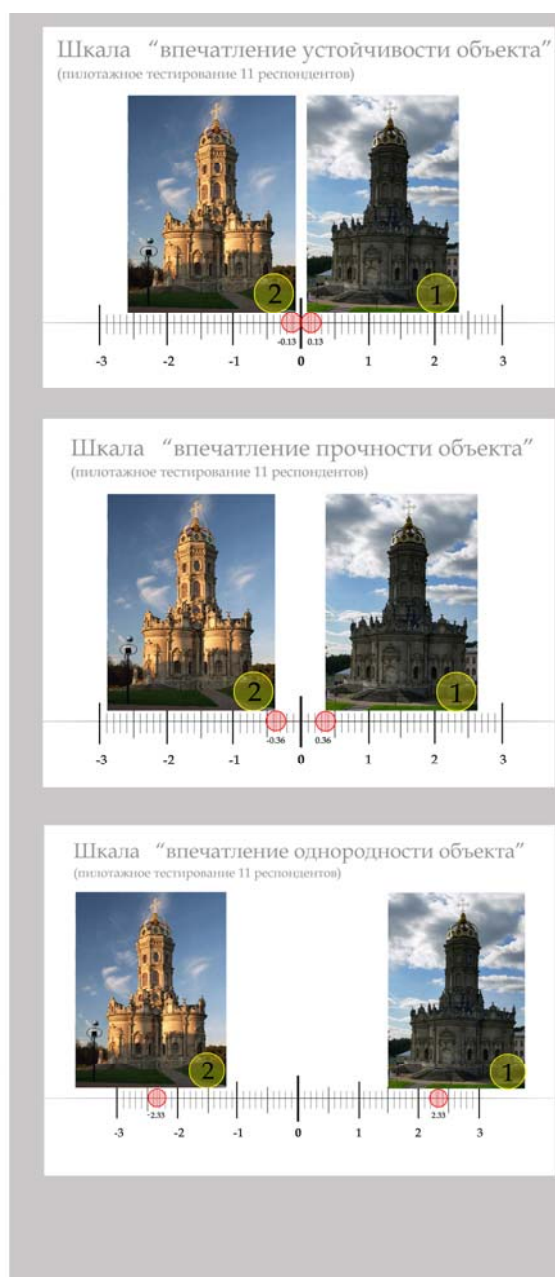 Шкала “впечатление устойчивости объекта”
(пилотажное тестирование 11 респондентов)
2 1
-0.13 0.13
-3 -2 -1 0 1 2 3
Шкала “впечатление прочности объекта”
(пилотажное тестирование 11 респондентов)
2 1
-0.36 0.36
-3 -2 -1 0 1 2 3
Шкала “впечатление однородности объекта”
(пилотажное тестирование 11 респондентов)
2 1
-2.33 2.33
-3 -2 -1 0 1 2 3